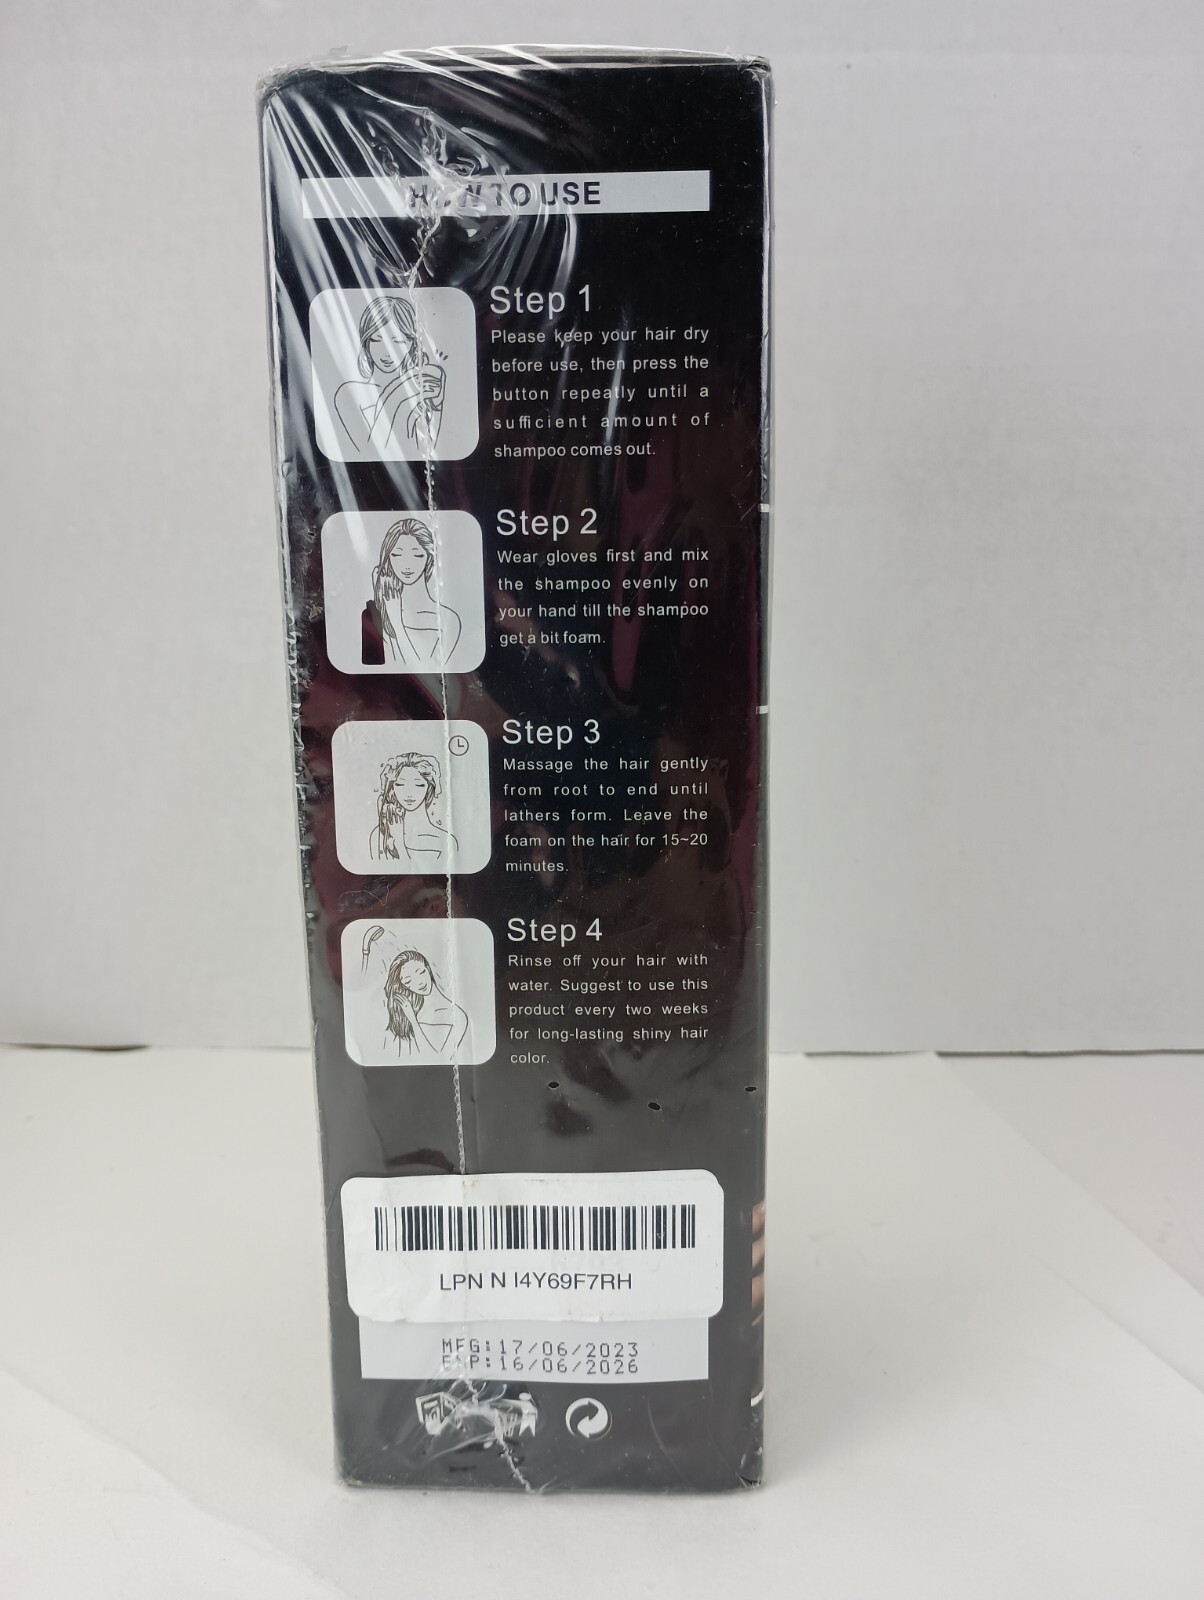 HOW TO USE
Step 1
Please keep your hair dry
before use, then press the
button repeatly until a
sufficient amount of
shampoo comes out.
Step 2
Wear gloves first and mix
the shampoo evenly on
your hand till the shampoo
get a bit foam.
Step 3
Massage the hair gently
from root to end until
lathers form. Leave the
foam on the hair for 15~20
minutes.
Step 4
Rinse off your hair with
water. Suggest to use this
product every two weeks
for long-lasting shiny hair
color.
LPN N I4Y69F7RH
MFG:17/06/2023
EXP:16/06/2026